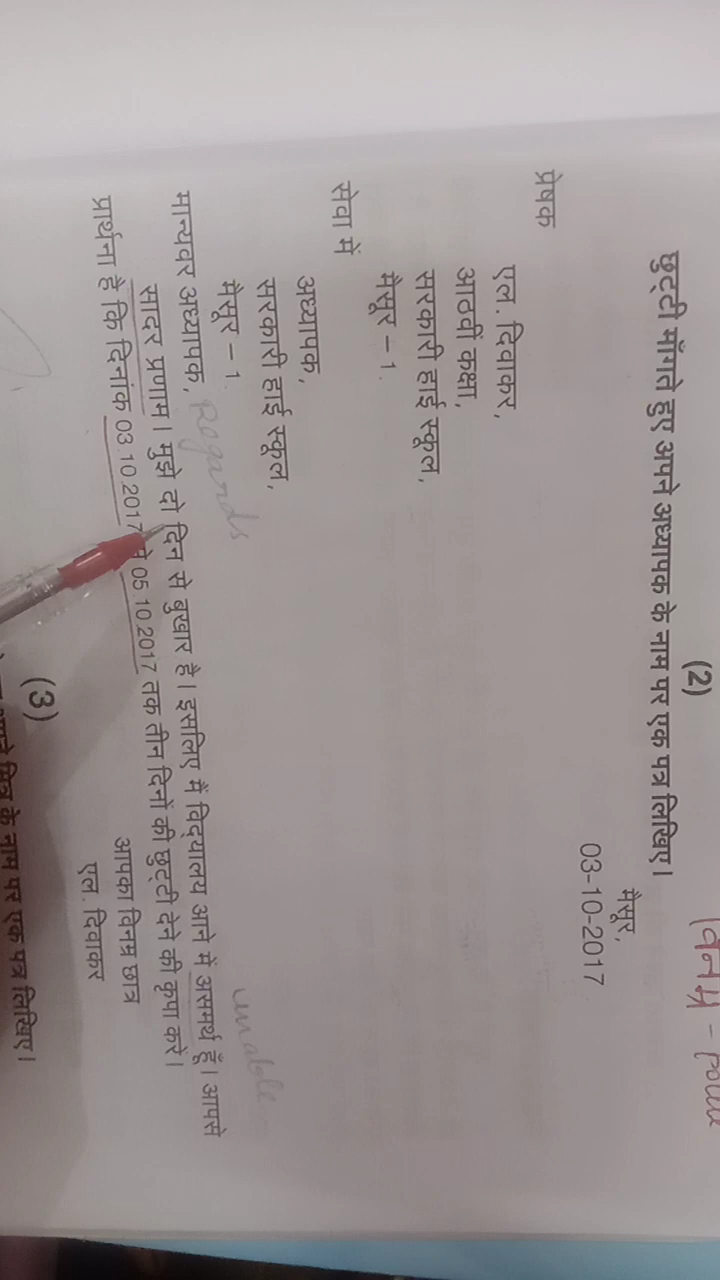 विनम्र -
(2)
छुट्टी माँगते हुए अपने अध्यापक के नाम पर एक पत्र लिखिए।
मैसूर,
03-10-2017
प्रेषक
एल. दिवाकर,
आठवीं कक्षा,
सरकारी हाई स्कूल,
मैसूर – 1.
सेवा में
अध्यापक,
सरकारी हाई स्कूल,
मैसूर – 1.
मान्यवर अध्यापक, Regards unable
सादर प्रणाम। मुझे दो दिन से बुखार है। इसलिए मैं विद्यालय आने में असमर्थ हूँ। आपसे
प्रार्थना है कि दिनांक 03.10.2017 से 05.10.2017 तक तीन दिनों की छुट्टी देने की कृपा करें।
आपका विनम्र छात्र
एल. दिवाकर
(3)
मित्र के नाम पर एक पत्र लिखिए।